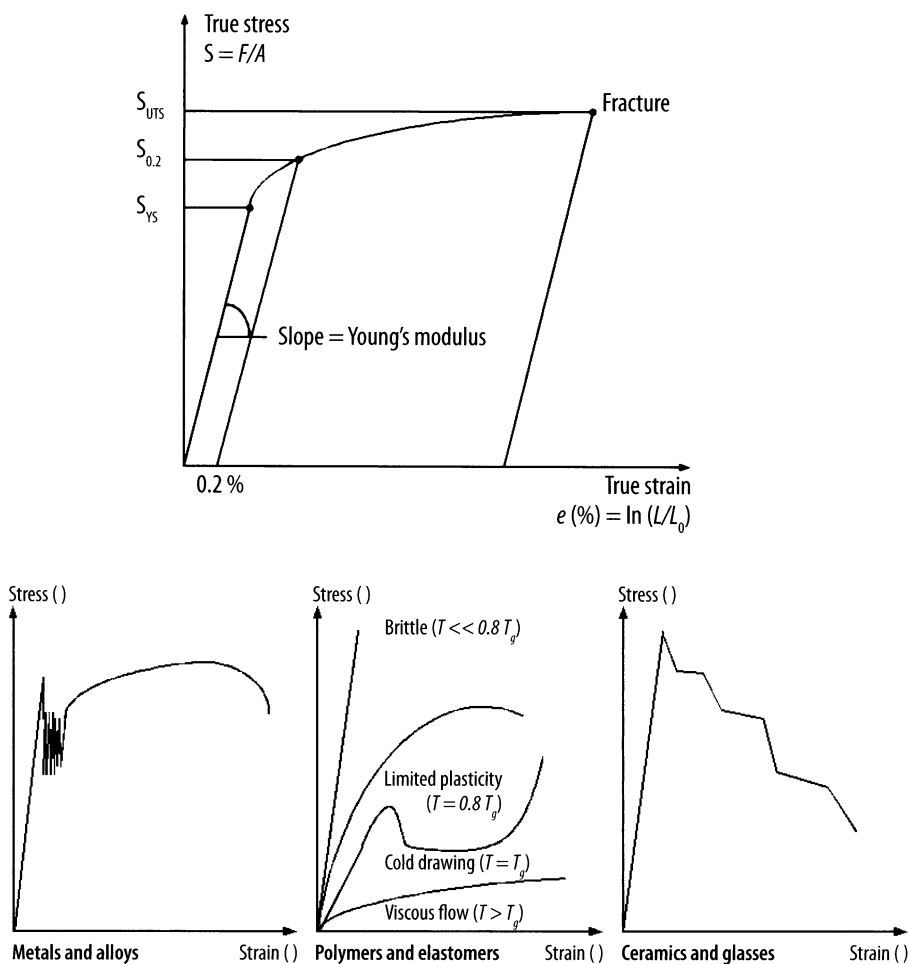 True stress
S = F/A
S_UTS
Fracture
S_0.2
S_YS
Slope = Young's modulus
0.2 %
True strain
e (%) = ln (L/L_0)
Stress ( )
Metals and alloys
Strain ( )
Stress ( )
Brittle (T << 0.8 T_g)
Limited plasticity
(T = 0.8 T_g)
Cold drawing (T = T_g)
Viscous flow (T > T_g)
Polymers and elastomers
Strain ( )
Stress ( )
Ceramics and glasses
Strain ( )